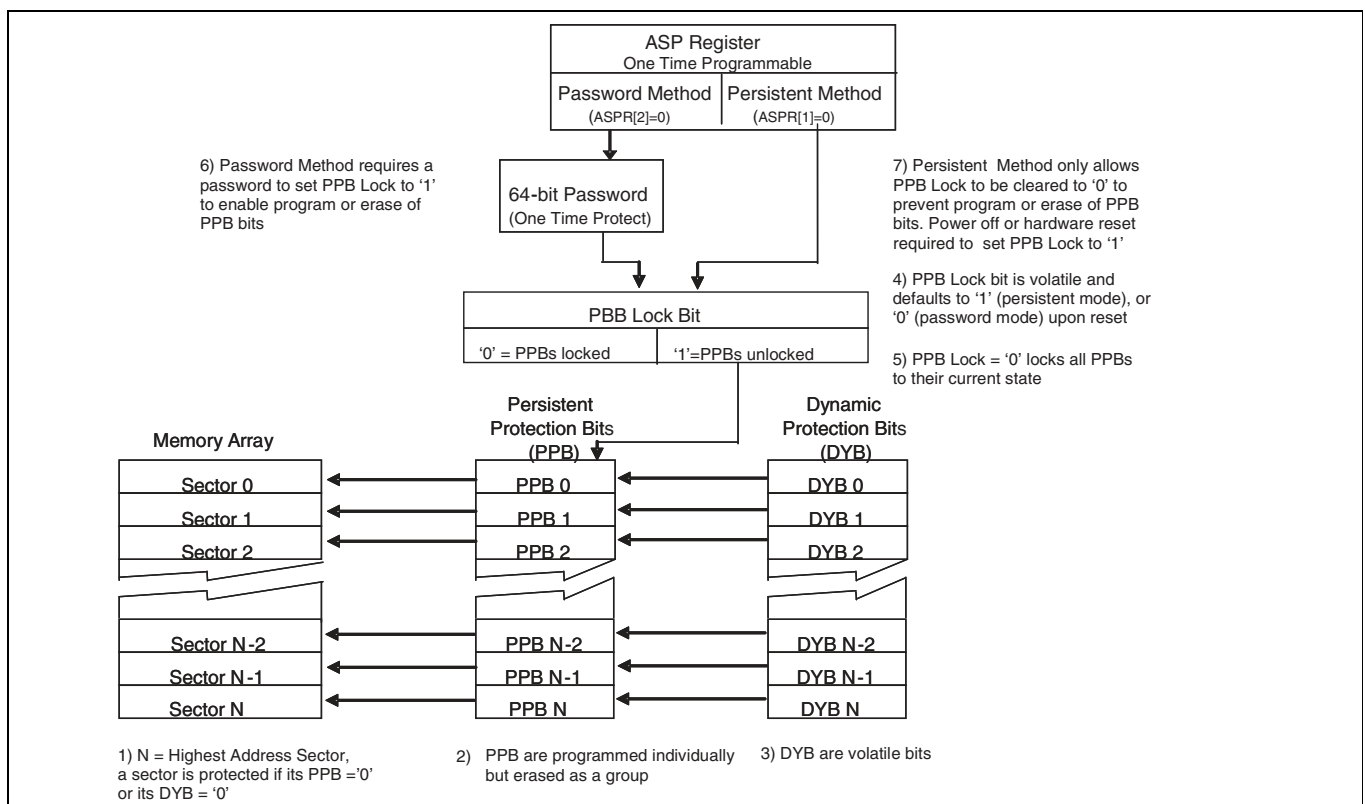 ASP Register
One Time Programmable
Password Method
(ASPR[2]=0)
Persistent Method
(ASPR[1]=0)
6) Password Method requires a
password to set PPB Lock to ‘1’
to enable program or erase of
PPB bits
64-bit Password
(One Time Protect)
7) Persistent Method only allows
PPB Lock to be cleared to ‘0’ to
prevent program or erase of PPB
bits. Power off or hardware reset
required to set PPB Lock to ‘1’
4) PPB Lock bit is volatile and
defaults to ‘1’ (persistent mode), or
‘0’ (password mode) upon reset
5) PPB Lock = ‘0’ locks all PPBs
to their current state
PBB Lock Bit
‘0’ = PPBs locked
‘1’=PPBs unlocked
Memory Array
Persistent
Protection Bits
(PPB)
Dynamic
Protection Bits
(DYB)
Sector 0
PPB 0
DYB 0
Sector 1
PPB 1
DYB 1
Sector 2
PPB 2
DYB 2
Sector N-2
PPB N-2
DYB N-2
Sector N-1
PPB N-1
DYB N-1
Sector N
PPB N
DYB N
1) N = Highest Address Sector,
a sector is protected if its PPB =‘0’
or its DYB = ‘0’
2) PPB are programmed individually
but erased as a group
3) DYB are volatile bits